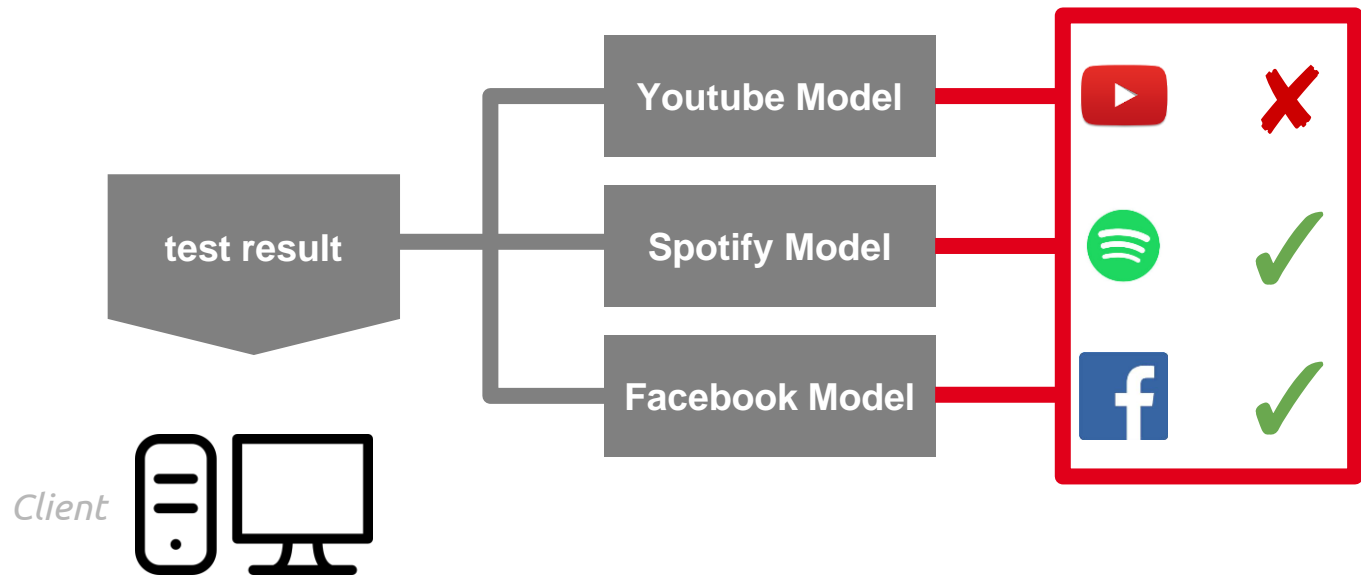 Youtube Model
test result
Spotify Model
Facebook Model
Client